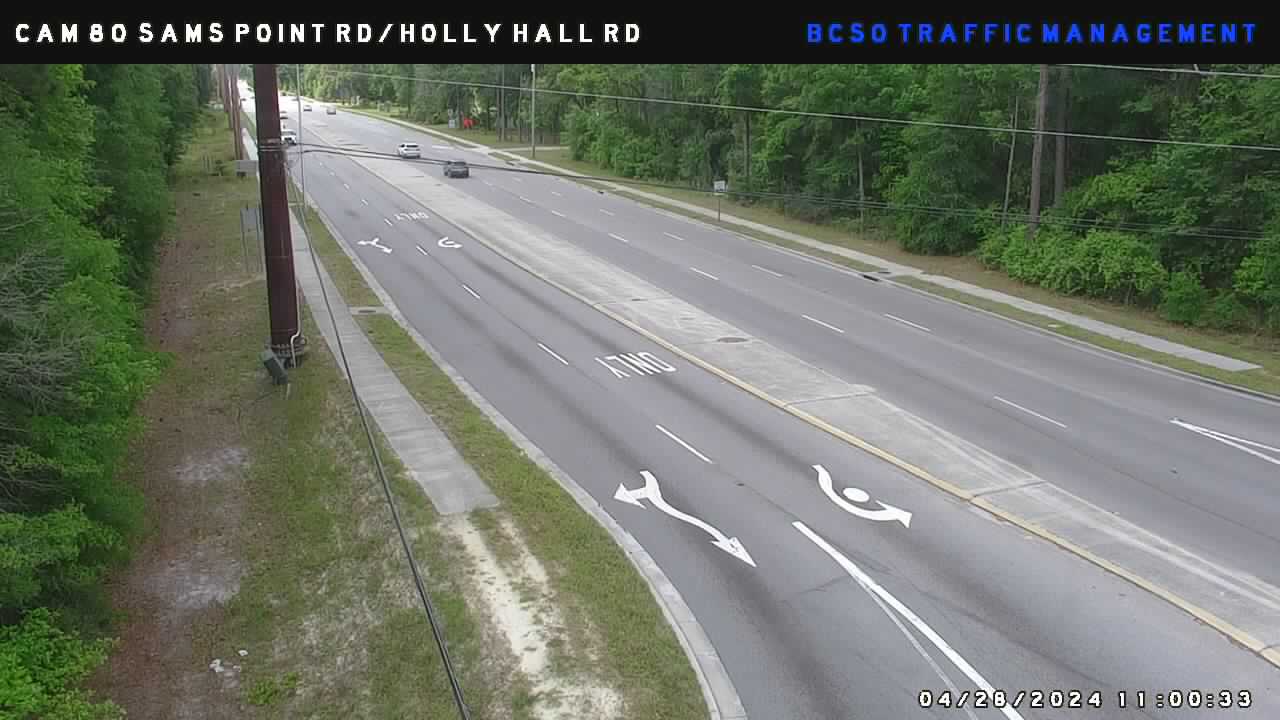 CAM 80 SAMS POINT RD/HOLLY HALL RD
BCSO TRAFFIC MANAGEMENT
ONLY
ONLY
04/28/2024 11:00:33